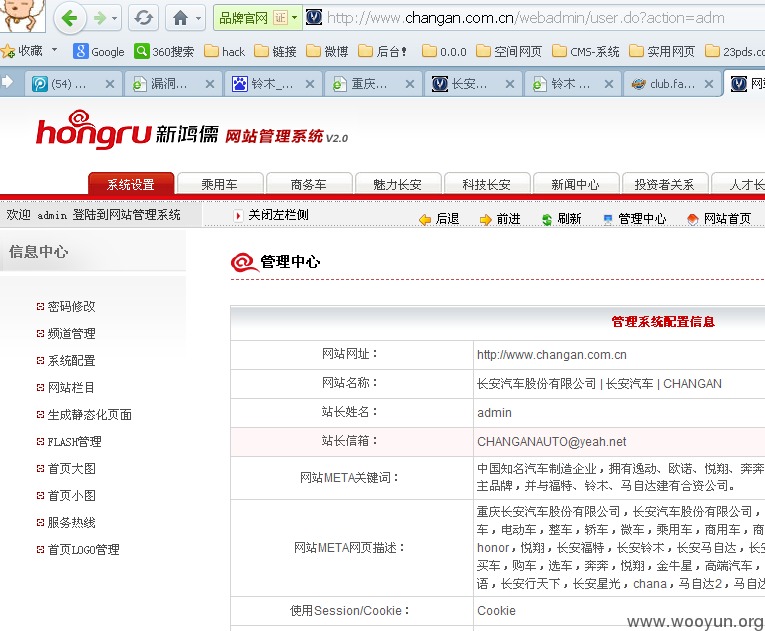 品牌官网 证 http://www.changan.com.cn/webadmin/user.do?action=adm
收藏 Google 360搜索 hack 链接 微博 后台! 0.0.0 空间网页 CMS-系统 实用网页 23pds.co
(54) ... 漏洞... 铃木_... 重庆... 长安... 铃木 ... club.fa... 网
hongru 新鸿儒 网站管理系统 V2.0
系统设置 乘用车 商务车 魅力长安 科技长安 新闻中心 投资者关系 人才长
欢迎 admin 登陆到网站管理系统 关闭左栏侧 后退 前进 刷新 管理中心 网站首页
信息中心
管理中心
密码修改
频道管理
系统配置
网站栏目
生成静态化页面
FLASH管理
首页大图
首页小图
服务热线
首页LOGO管理
管理系统配置信息
网站网址： http://www.changan.com.cn
网站名称： 长安汽车股份有限公司 | 长安汽车 | CHANGAN
站长姓名： admin
站长信箱： CHANGANAUTO@yeah.net
网站META关键词： 中国知名汽车制造企业，拥有逸动、欧诺、悦翔、奔奔
主品牌，并与福特、铃木、马自达建有合资公司。
网站META网页描述： 重庆长安汽车股份有限公司，长安汽车股份有限公司，
车，电动车，整车，轿车，微车，乘用车，商用车，商
honor，悦翔，长安福特，长安铃木，长安马自达，长安
买车，购车，选车，奔奔，悦翔，金牛星，高端汽车，
语，长安行天下，长安星光，chana，马自达2，马自达
使用Session/Cookie： Cookie
www.wooyun.org